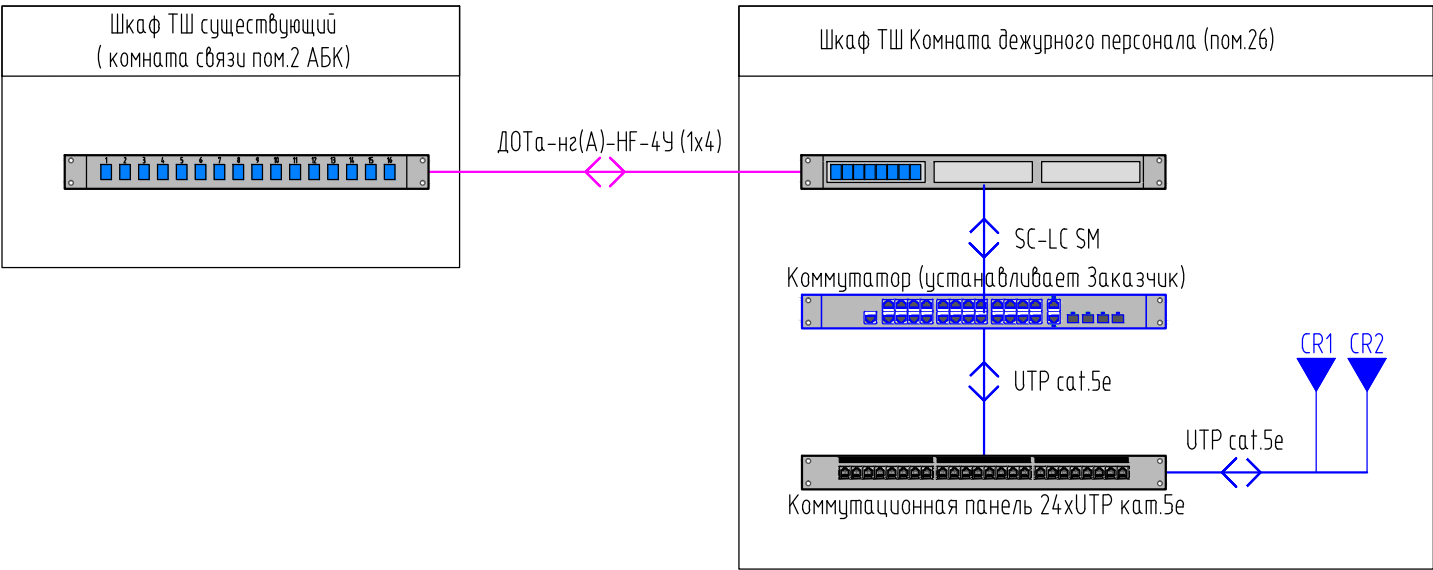 Шкаф ТШ существующий
( комната связи пом.2 АБК)
1 2 3 4 5 6 7 8 9 10 11 12 13 14 15 16
Шкаф ТШ Комната дежурного персонала (пом.26)
ДОТа-нг(А)-HF-4У (1х4)
SC-LC SM
Коммутатор (устанавливает Заказчик)
CR1 CR2
UTP cat.5e
UTP cat.5e
Коммутационная панель 24хUTP кат.5е